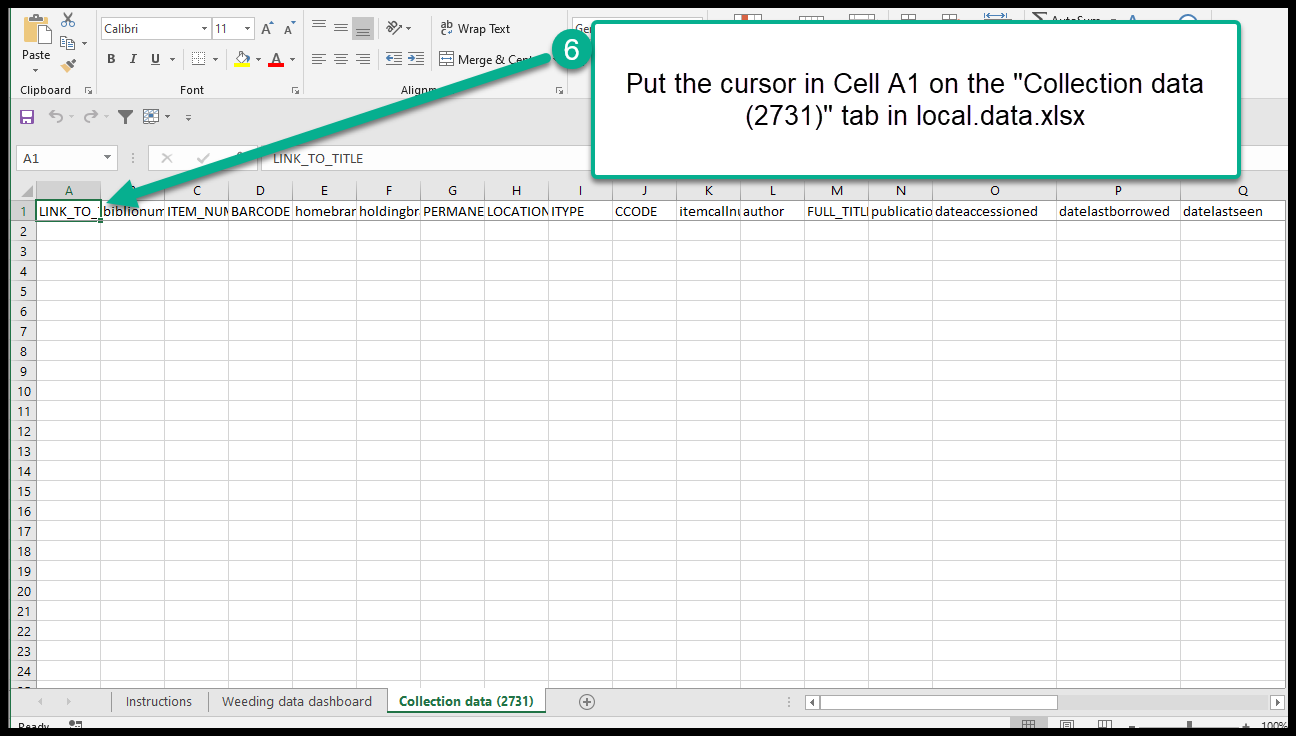 Calibri 11
Paste
B I U
A A
ab Wrap Text
Merge &
Clipboard Font
6
Put the cursor in Cell A1 on the "Collection data
(2731)" tab in local.data.xlsx
A1 LINK_TO_TITLE
A C D E F G H I J K L M N O P Q
1 LINK_TO_ biblionum ITEM_NUM BARCODE homebrar holdingbr PERMANE LOCATION ITYPE CCODE itemcallnu author FULL_TITL publicatio dateaccessioned datelastborrowed datelastseen
2
3
4
5
6
7
8
9
10
11
12
13
14
15
16
17
18
19
20
21
22
23
24
Instructions Weeding data dashboard Collection data (2731)
Ready 100%